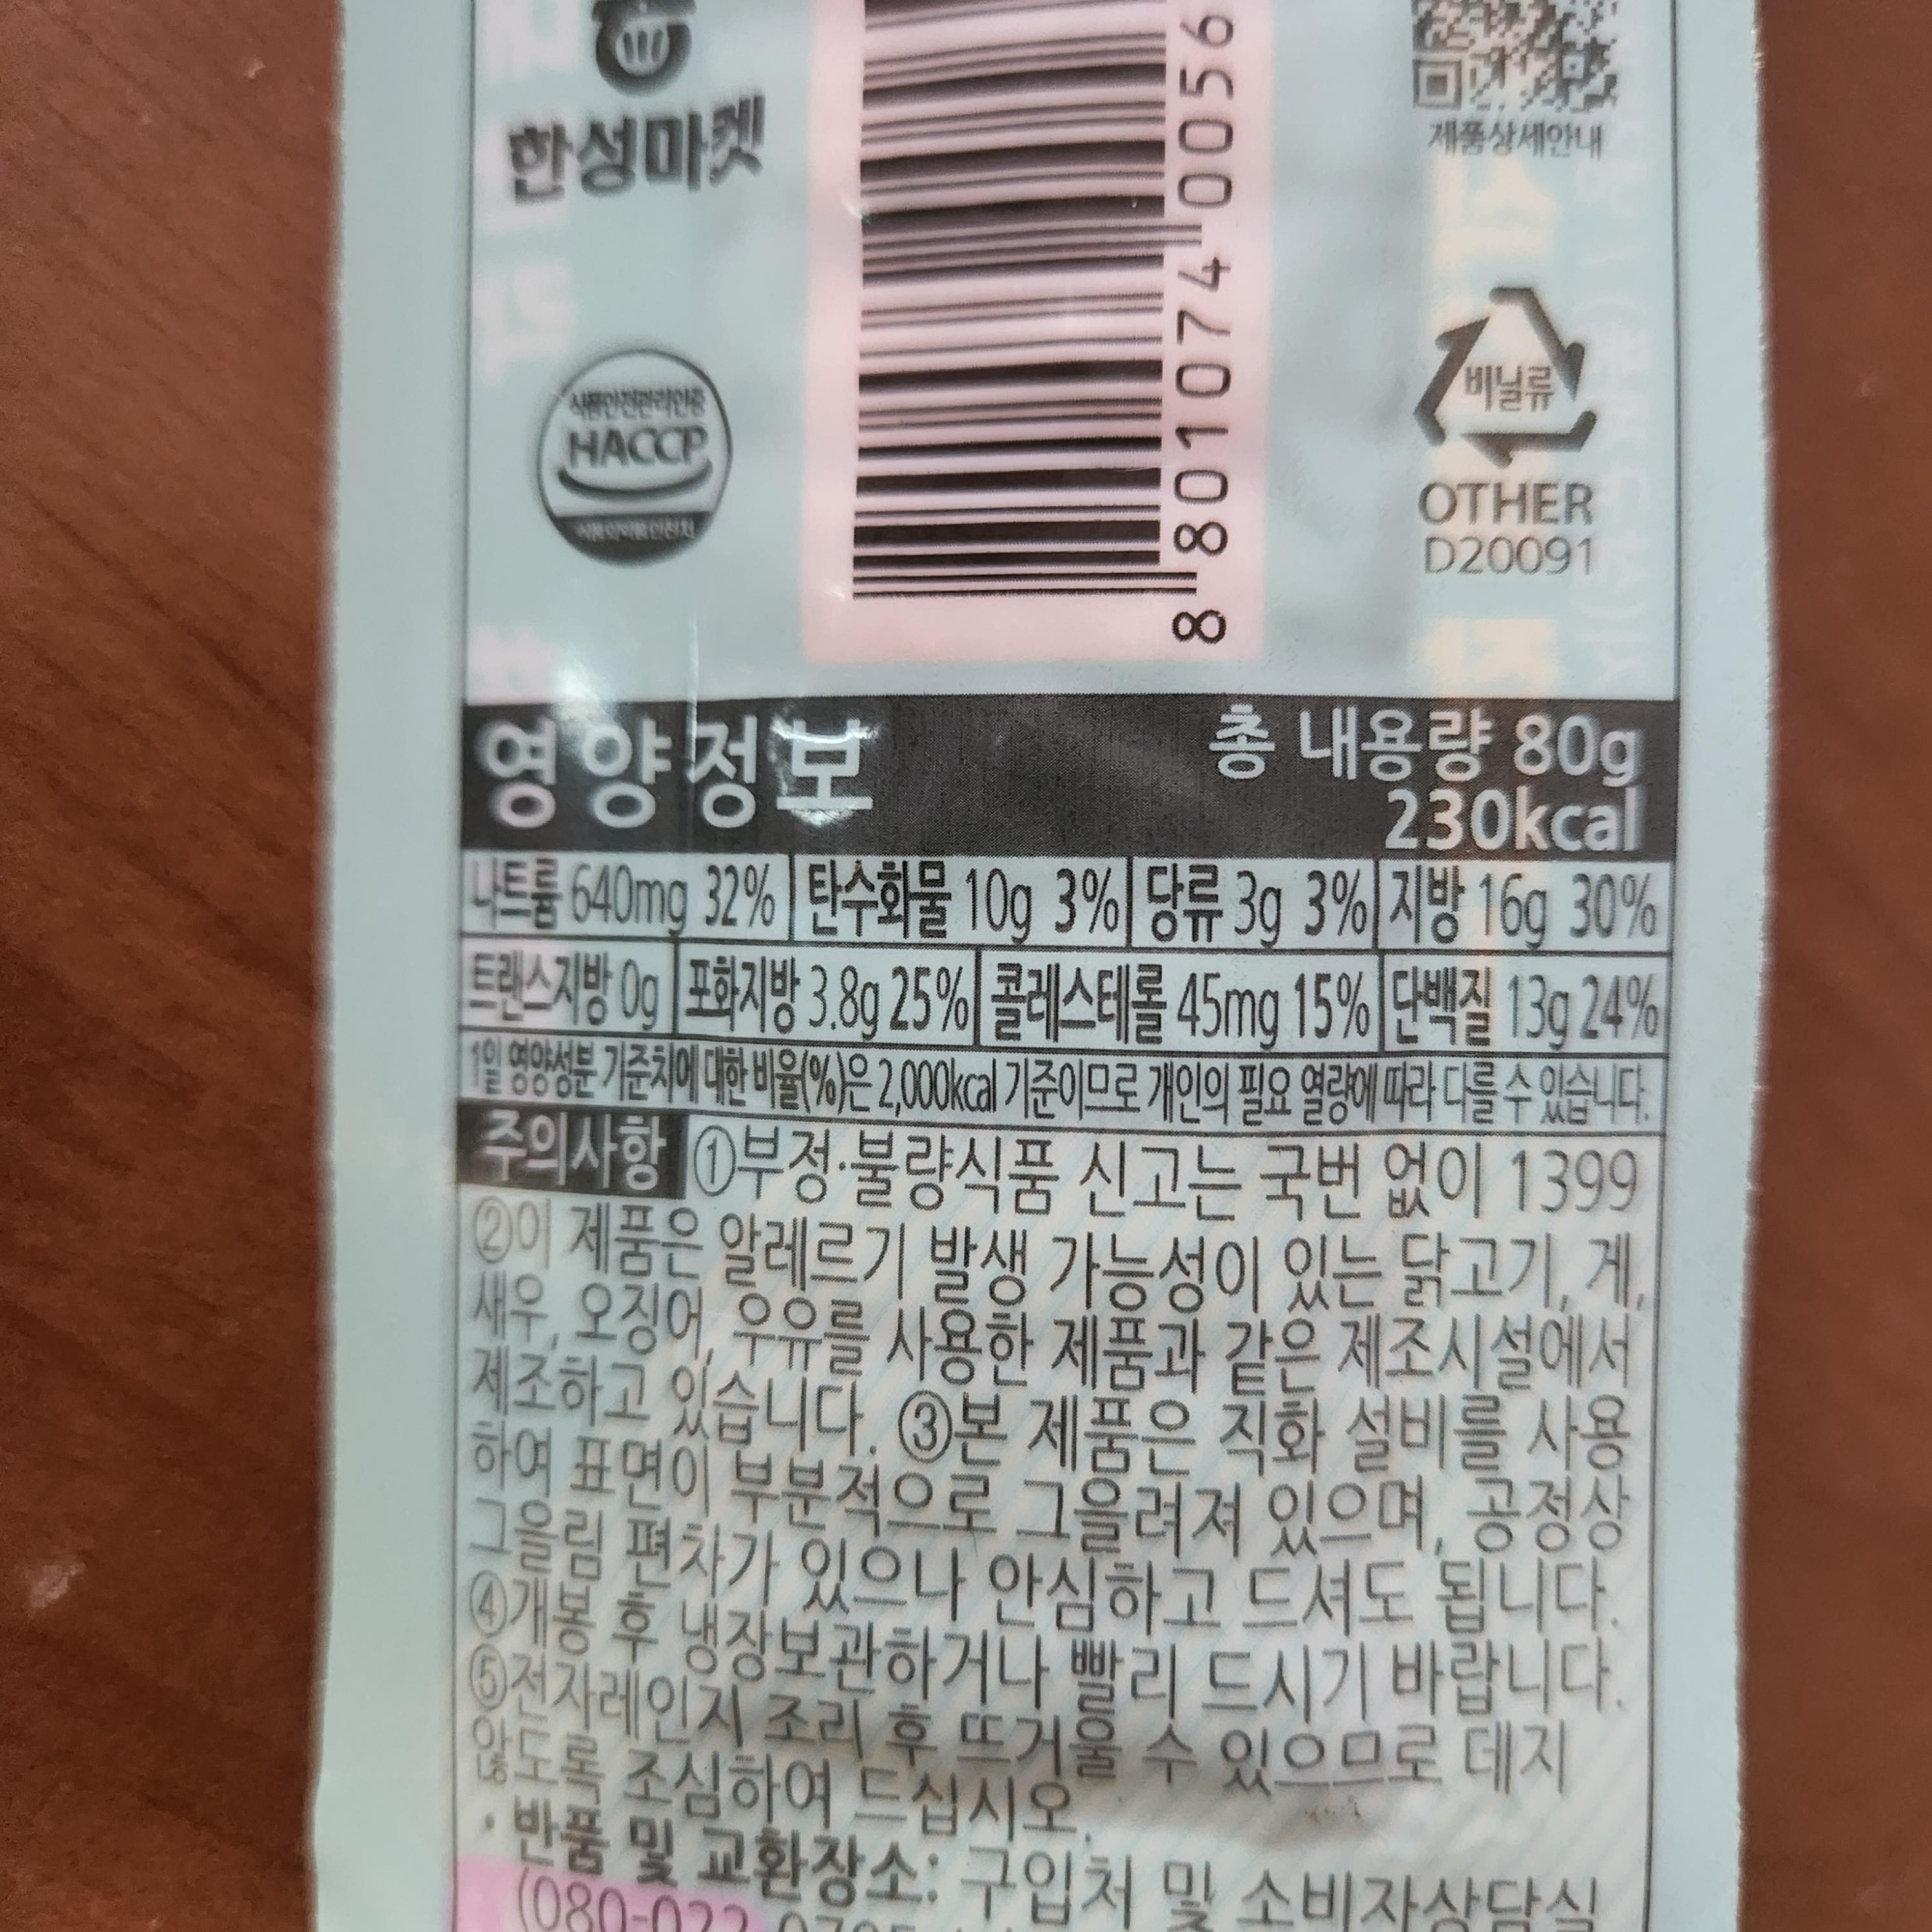 한성마켓
식품안전관리인증
HACCP
식품의약품안전처
8 801074 00056
제품상세안내
비닐류
OTHER
D20091
영양정보 총 내용량 80g
230kcal
나트륨 640mg 32% 탄수화물 10g 3% 당류 3g 3% 지방 16g 30%
트랜스지방 0g 포화지방 3.8g 25% 콜레스테롤 45mg 15% 단백질 13g 24%
1일 영양성분 기준치에 대한 비율(%)은 2,000kcal 기준이므로 개인의 필요 열량에 따라 다를 수 있습니다.
주의사항 ①부정·불량식품 신고는 국번 없이 1399
②이 제품은 알레르기 발생 가능성이 있는 닭고기, 게,
새우, 오징어, 우유를 사용한 제품과 같은 제조시설에서
제조하고 있습니다. ③본 제품은 직화 설비를 사용
하여 표면이 부분적으로 그을려져 있으며, 공정상
그을림 편차가 있으나 안심하고 드셔도 됩니다.
④개봉 후 냉장보관하거나 빨리 드시기 바랍니다.
⑤전자레인지 조리 후 뜨거울 수 있으므로 데지
않도록 조심하여 드십시오.
· 반품 및 교환장소: 구입처 및 소비자상담실
(080-022